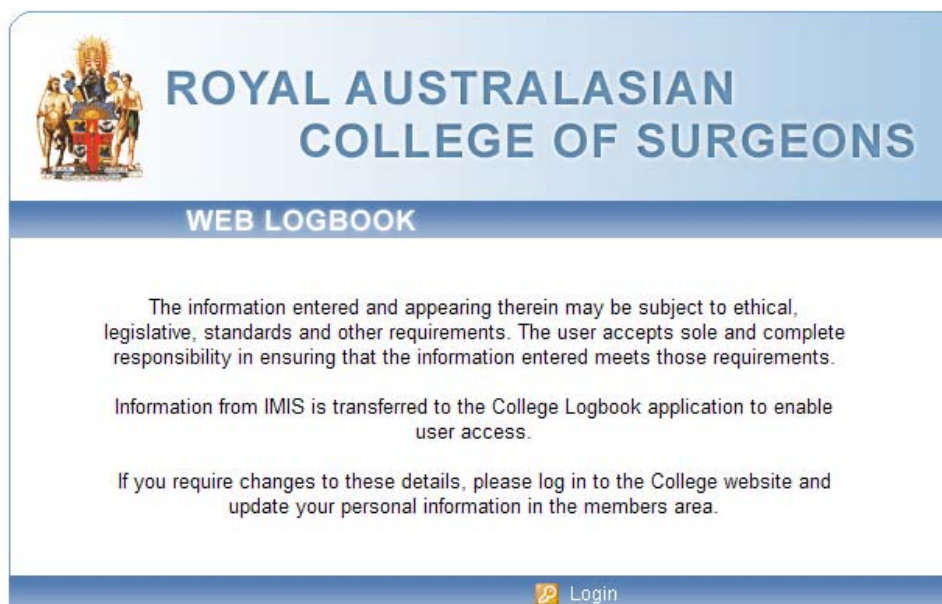 ROYAL AUSTRALASIAN
COLLEGE OF SURGEONS
WEB LOGBOOK
The information entered and appearing therein may be subject to ethical,
legislative, standards and other requirements. The user accepts sole and complete
responsibility in ensuring that the information entered meets those requirements.
Information from IMIS is transferred to the College Logbook application to enable
user access.
If you require changes to these details, please log in to the College website and
update your personal information in the members area.
Login